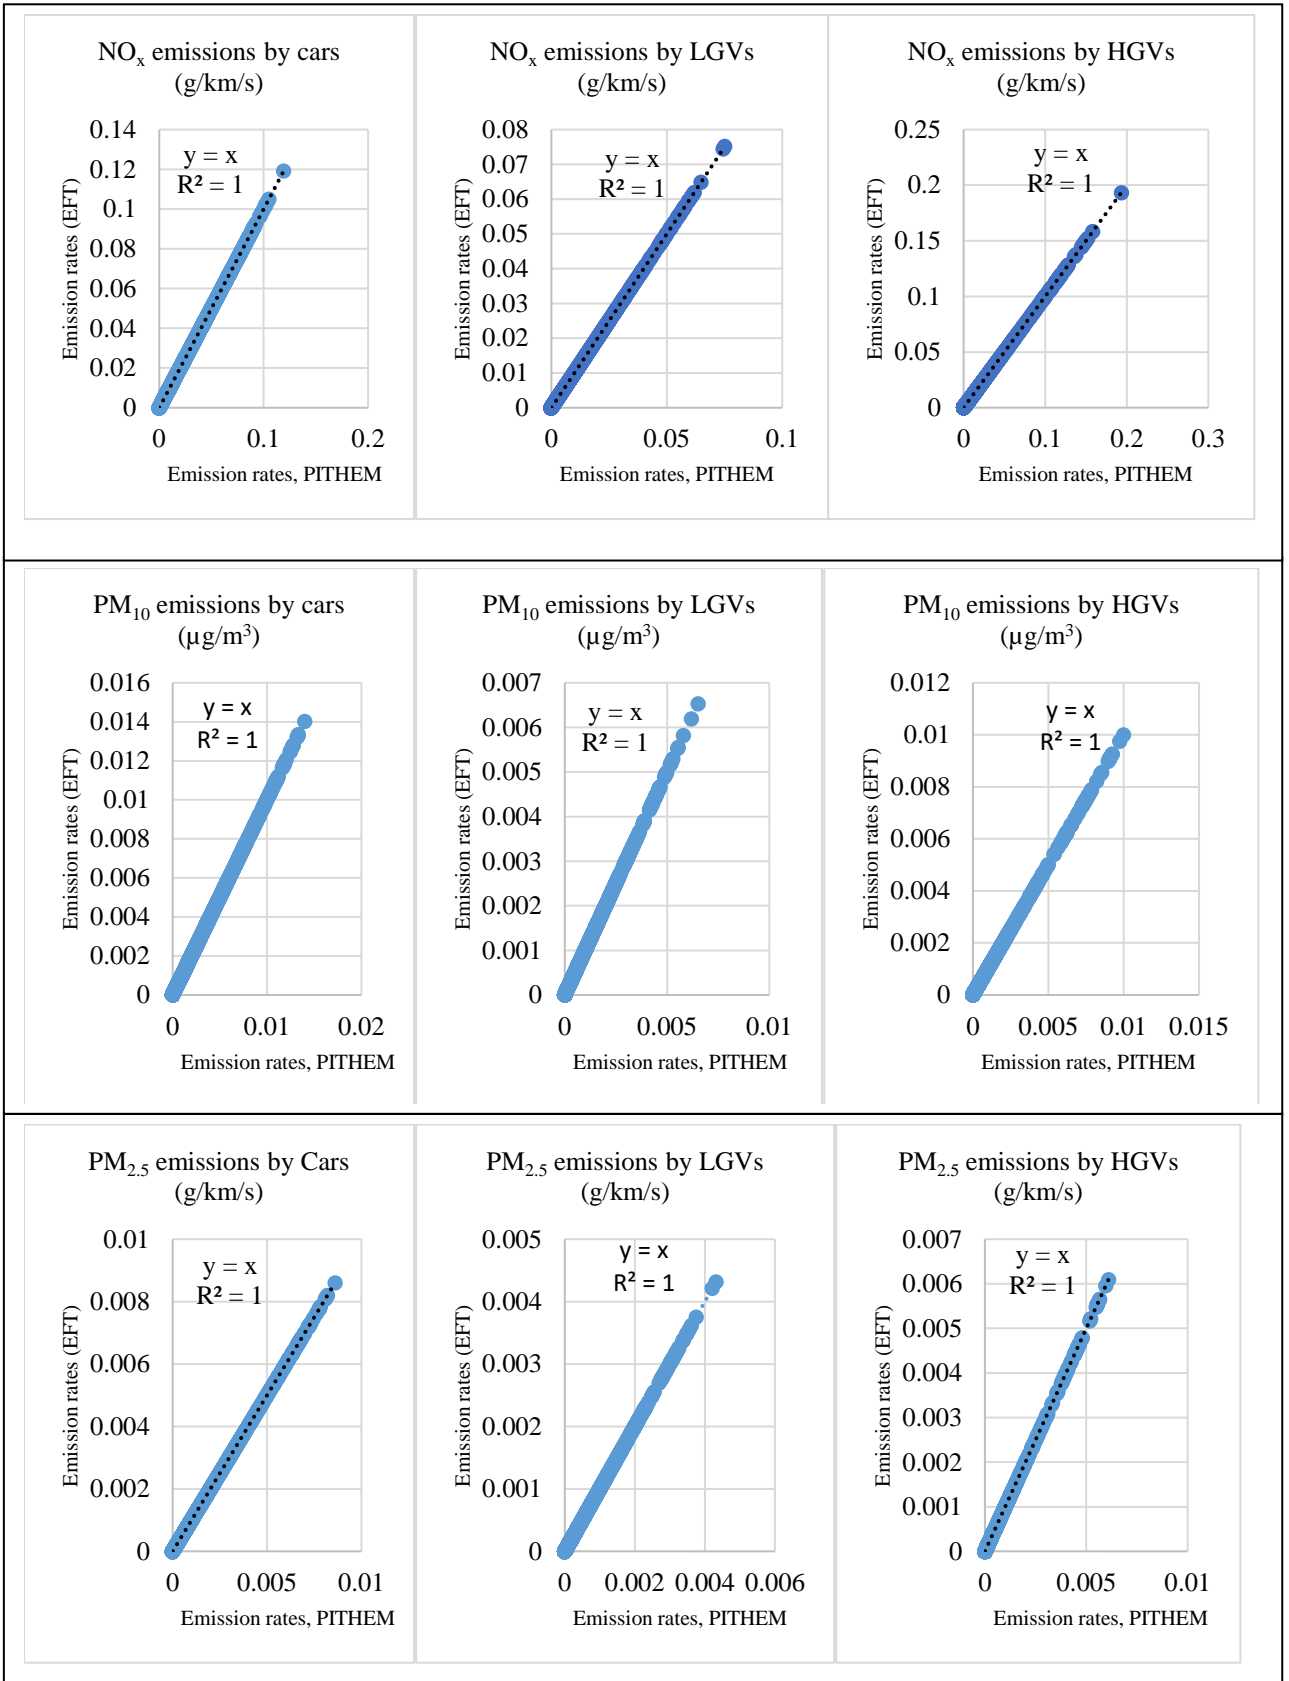 NOx emissions by cars
(g/km/s)
0.14
0.12
0.1
0.08
0.06
0.04
0.02
0
y = x
R² = 1
Emission rates (EFT)
0 0.1 0.2
Emission rates, PITHEM
NOx emissions by LGVs
(g/km/s)
0.08
0.07
0.06
0.05
0.04
0.03
0.02
0.01
0
y = x
R² = 1
Emission rates (EFT)
0 0.05 0.1
Emission rates, PITHEM
NOx emissions by HGVs
(g/km/s)
0.25
0.2
0.15
0.1
0.05
0
y = x
R² = 1
Emission rates (EFT)
0 0.1 0.2 0.3
Emission rates, PITHEM
PM10 emissions by cars
(µg/m³)
0.016
0.014
0.012
0.01
0.008
0.006
0.004
0.002
0
y = x
R² = 1
Emission rates (EFT)
0 0.01 0.02
Emission rates, PITHEM
PM10 emissions by LGVs
(µg/m³)
0.007
0.006
0.005
0.004
0.003
0.002
0.001
0
y = x
R² = 1
Emission rates (EFT)
0 0.005 0.01
Emission rates, PITHEM
PM10 emissions by HGVs
(µg/m³)
0.012
0.01
0.008
0.006
0.004
0.002
0
y = x
R² = 1
Emission rates (EFT)
0 0.005 0.01 0.015
Emission rates, PITHEM
PM2.5 emissions by Cars
(g/km/s)
0.01
0.008
0.006
0.004
0.002
0
y = x
R² = 1
Emission rates (EFT)
0 0.005 0.01
Emission rates, PITHEM
PM2.5 emissions by LGVs
(g/km/s)
0.005
0.004
0.003
0.002
0.001
0
y = x
R² = 1
Emission rates (EFT)
0 0.002 0.004 0.006
Emission rates, PITHEM
PM2.5 emissions by HGVs
(g/km/s)
0.007
0.006
0.005
0.004
0.003
0.002
0.001
0
y = x
R² = 1
Emission rates (EFT)
0 0.005 0.01
Emission rates, PITHEM